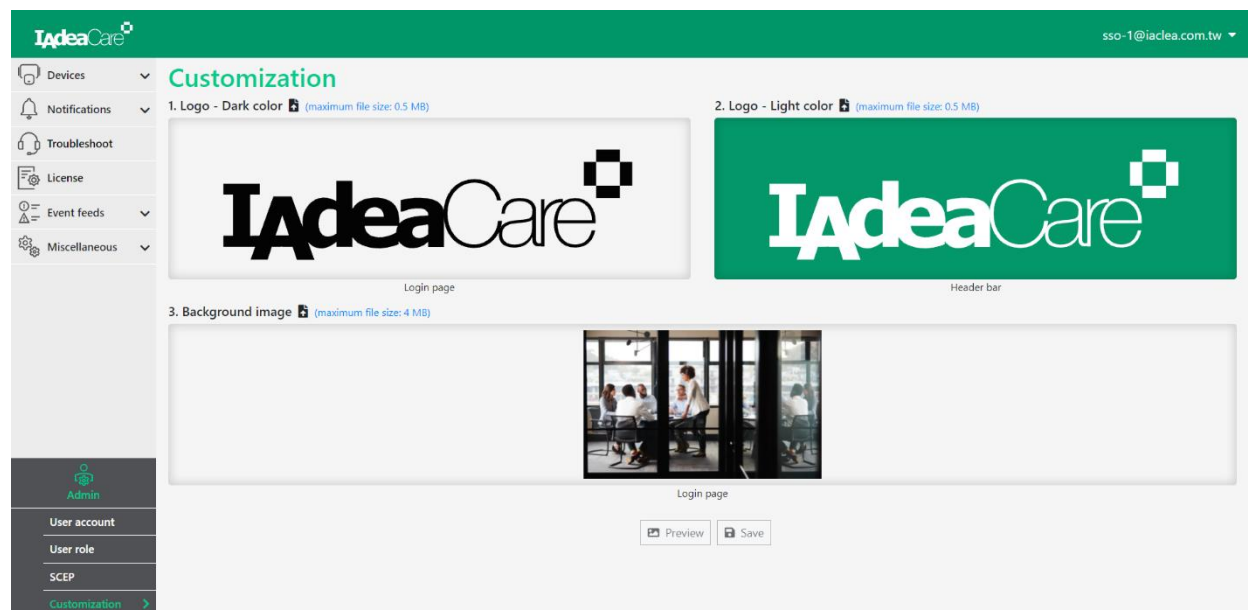 IAdeaCare
sso-1@iaclea.com.tw
Devices
Notifications
Troubleshoot
License
Event feeds
Miscellaneous
Admin
User account
User role
SCEP
Customization
Customization
1. Logo - Dark color (maximum file size: 0.5 MB)
IAdeaCare
Login page
2. Logo - Light color (maximum file size: 0.5 MB)
IAdeaCare
Header bar
3. Background image (maximum file size: 4 MB)
Login page
Preview
Save